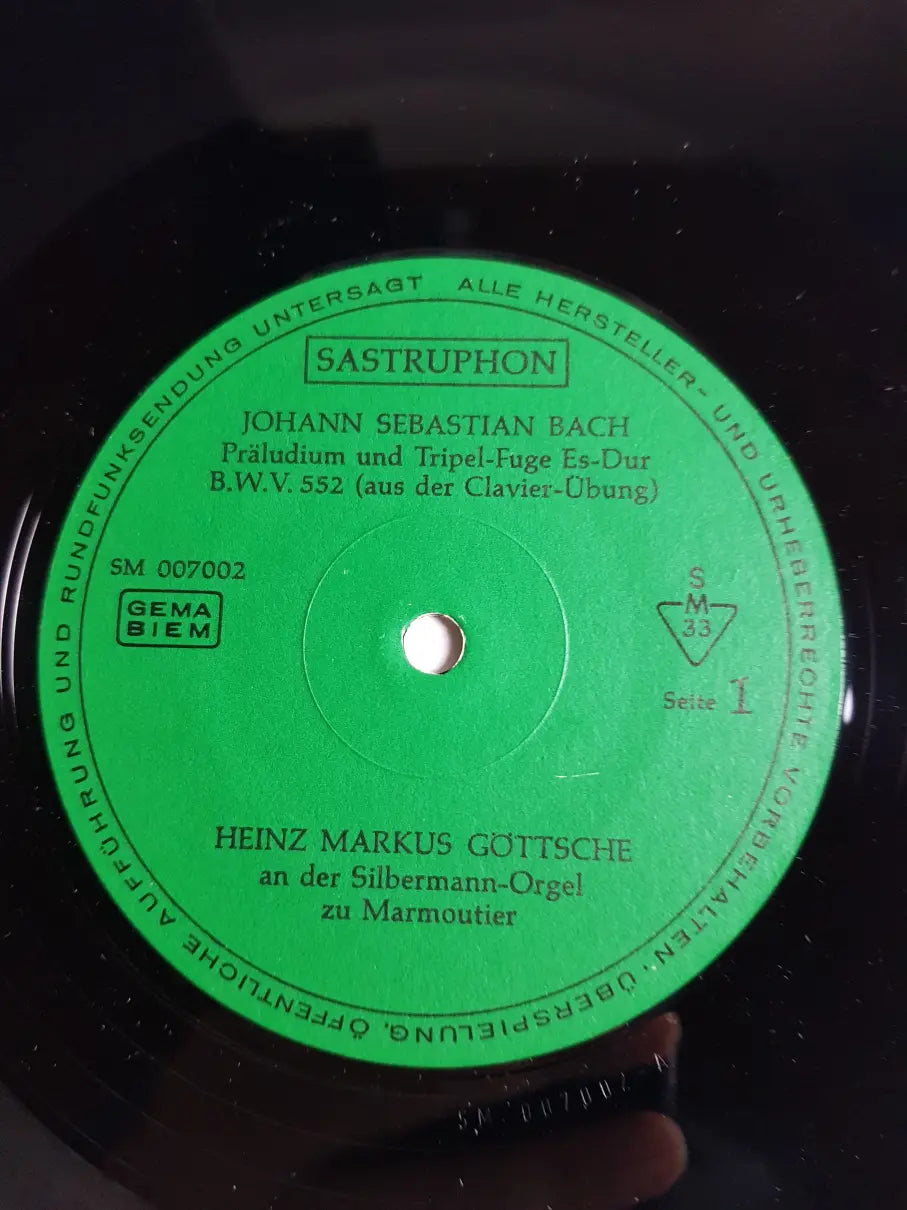 SASTRUPHON
JOHANN SEBASTIAN BACH
Präludium und Tripel-Fuge Es-Dur
B.W.V. 552 (aus der Clavier-Übung)
SM 007002
GEMA
BIEM
S
M
33
Seite 1
HEINZ MARKUS GÖTTSCHE
an der Silbermann-Orgel
zu Marmoutier
ALLE HERSTELLER- UND URHEBERRECHTE VORBEHALTEN. ÜBERSPIELUNG, ÖFFENTLICHE AUFFÜHRUNG UND RUNDFUNKSENDUNG UNTERSAGT
SM 007002 A